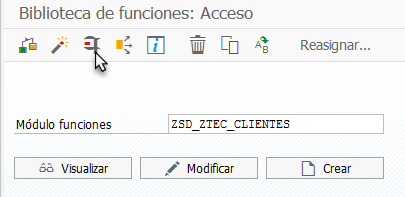 Biblioteca de funciones: Acceso
Reasignar...
Módulo funciones ZSD_ZTEC_CLIENTES
Visualizar Modificar Crear